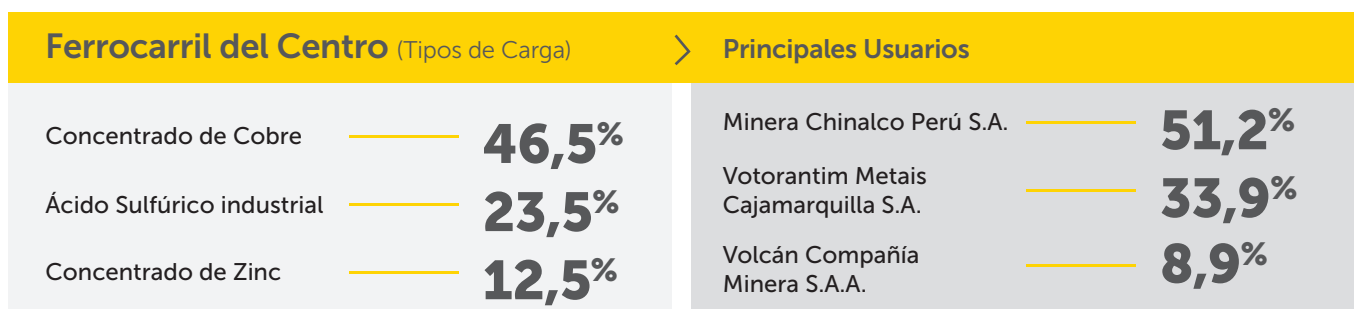 Ferrocarril del Centro (Tipos de Carga)
Concentrado de Cobre 46,5%
Ácido Sulfúrico industrial 23,5%
Concentrado de Zinc 12,5%
Principales Usuarios
Minera Chinalco Perú S.A. 51,2%
Votorantim Metais
Cajamarquilla S.A. 33,9%
Volcán Compañía
Minera S.A.A. 8,9%